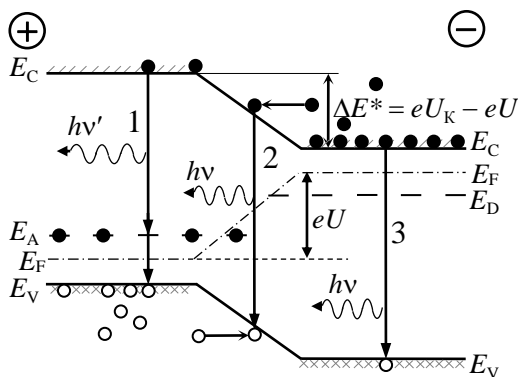 +
−
E_C
1
ΔE* = eU_K − eU
hν′
2
E_C
hν
E_F
E_A
eU
E_D
E_F
3
E_V
hν
E_V